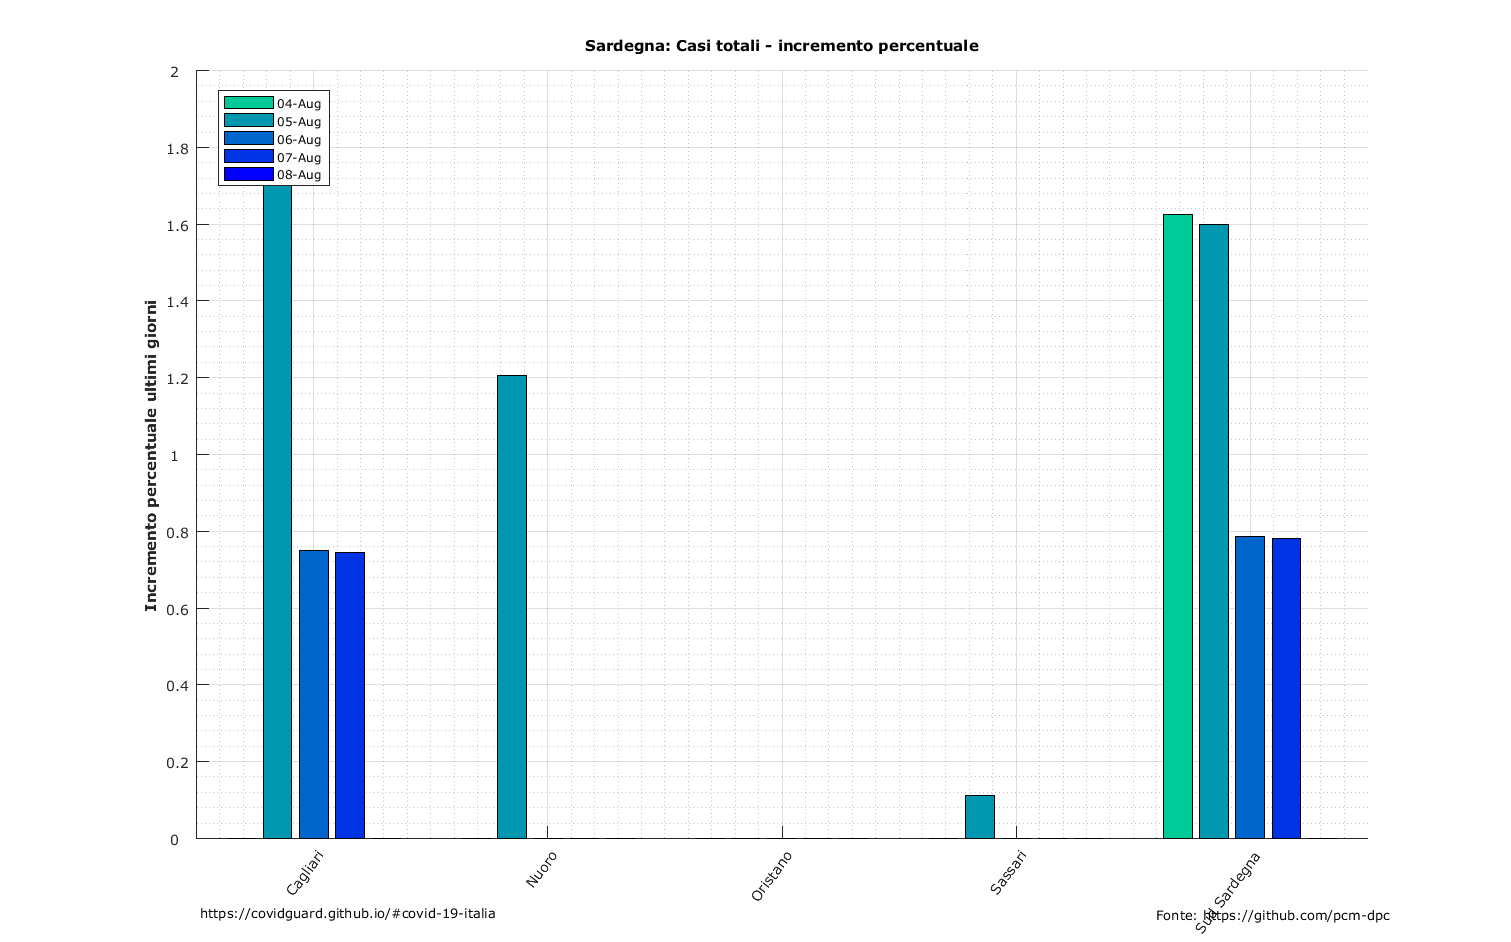 Sardegna: Casi totali - incremento percentuale
Incremento percentuale ultimi giorni
2
1.8
1.6
1.4
1.2
1
0.8
0.6
0.4
0.2
0
04-Aug
05-Aug
06-Aug
07-Aug
08-Aug
Cagliari
Nuoro
Oristano
Sassari
Sud Sardegna
https://covidguard.github.io/#covid-19-italia
Fonte: https://github.com/pcm-dpc